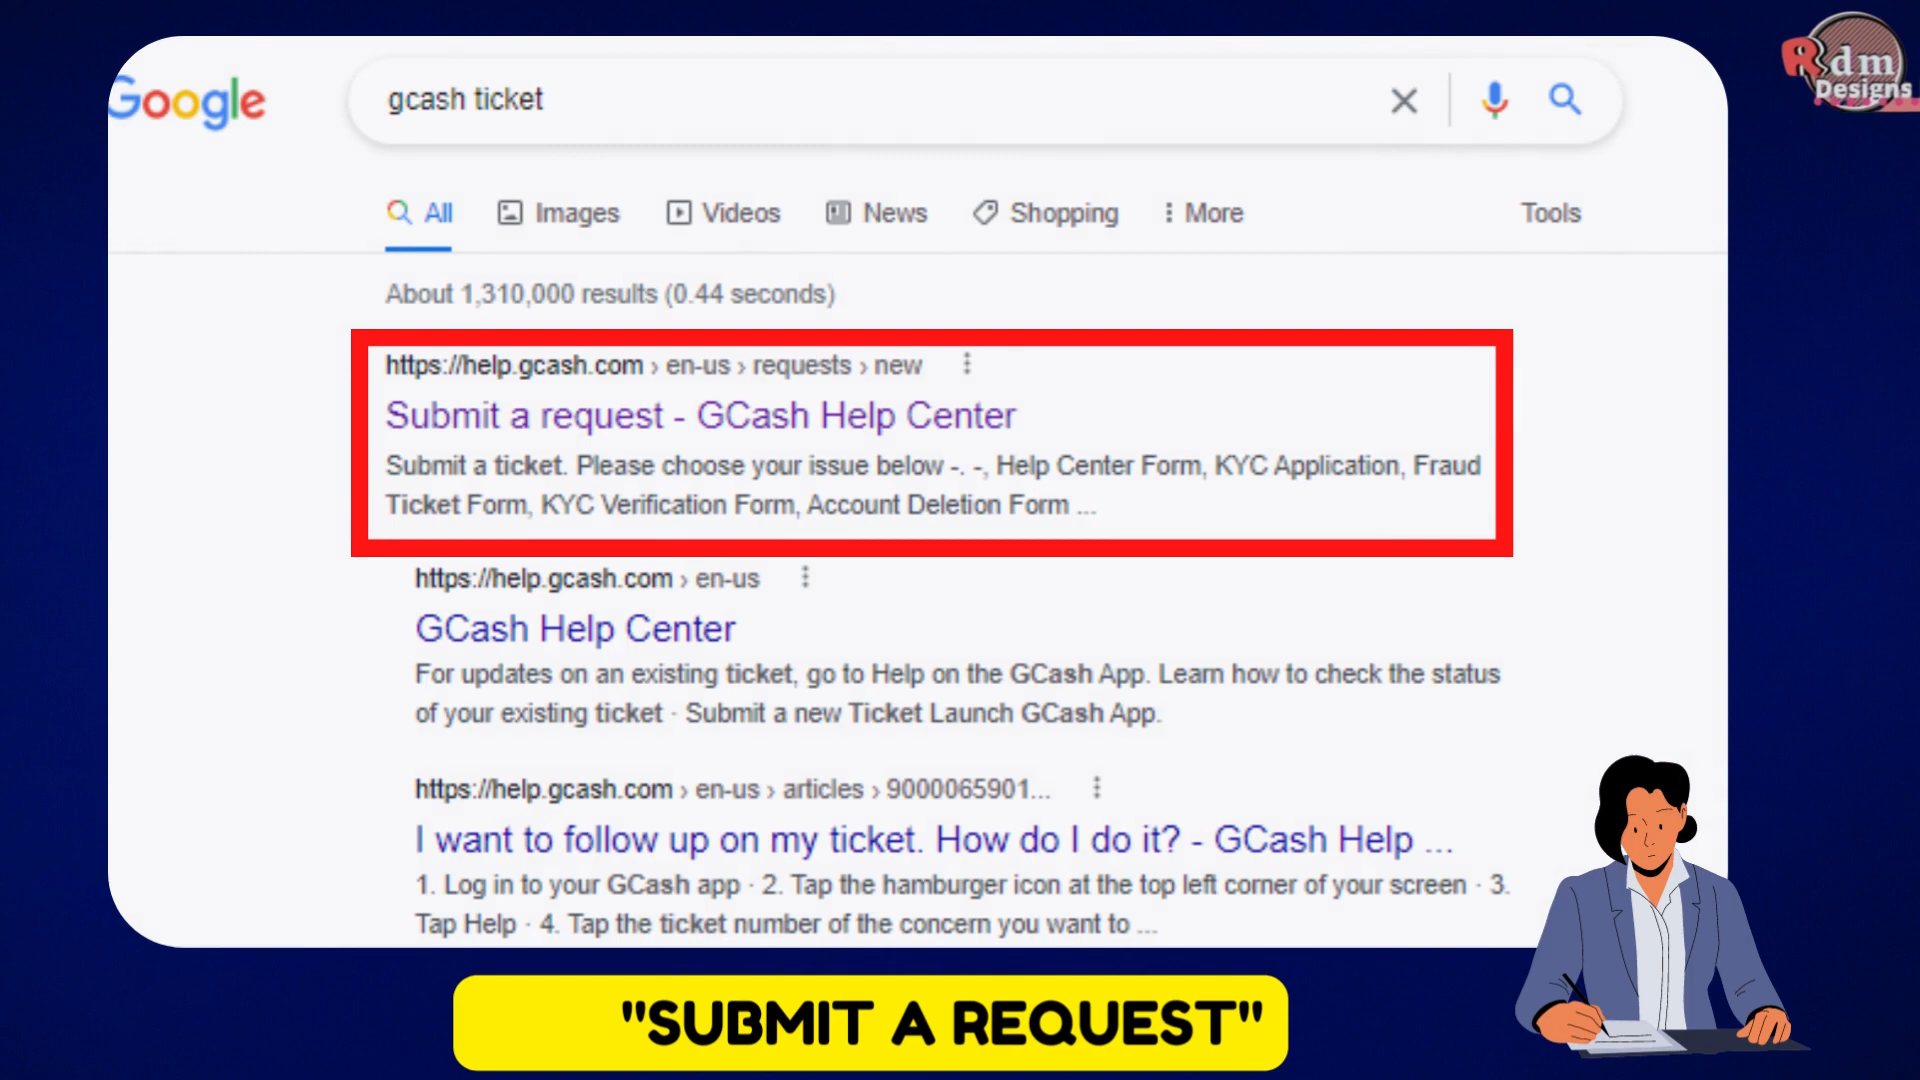 Rdm
Designs
Google
gcash ticket
All
Images
Videos
News
Shopping
More
Tools
About 1,310,000 results (0.44 seconds)
https://help.gcash.com › en-us › requests › new
Submit a request - GCash Help Center
Submit a ticket. Please choose your issue below -. -, Help Center Form, KYC Application, Fraud
Ticket Form, KYC Verification Form, Account Deletion Form ...
https://help.gcash.com › en-us
GCash Help Center
For updates on an existing ticket, go to Help on the GCash App. Learn how to check the status
of your existing ticket · Submit a new Ticket Launch GCash App.
https://help.gcash.com › en-us › articles › 9000065901...
I want to follow up on my ticket. How do I do it? - GCash Help ...
1. Log in to your GCash app · 2. Tap the hamburger icon at the top left corner of your screen · 3.
Tap Help · 4. Tap the ticket number of the concern you want to ...
"SUBMIT A REQUEST"